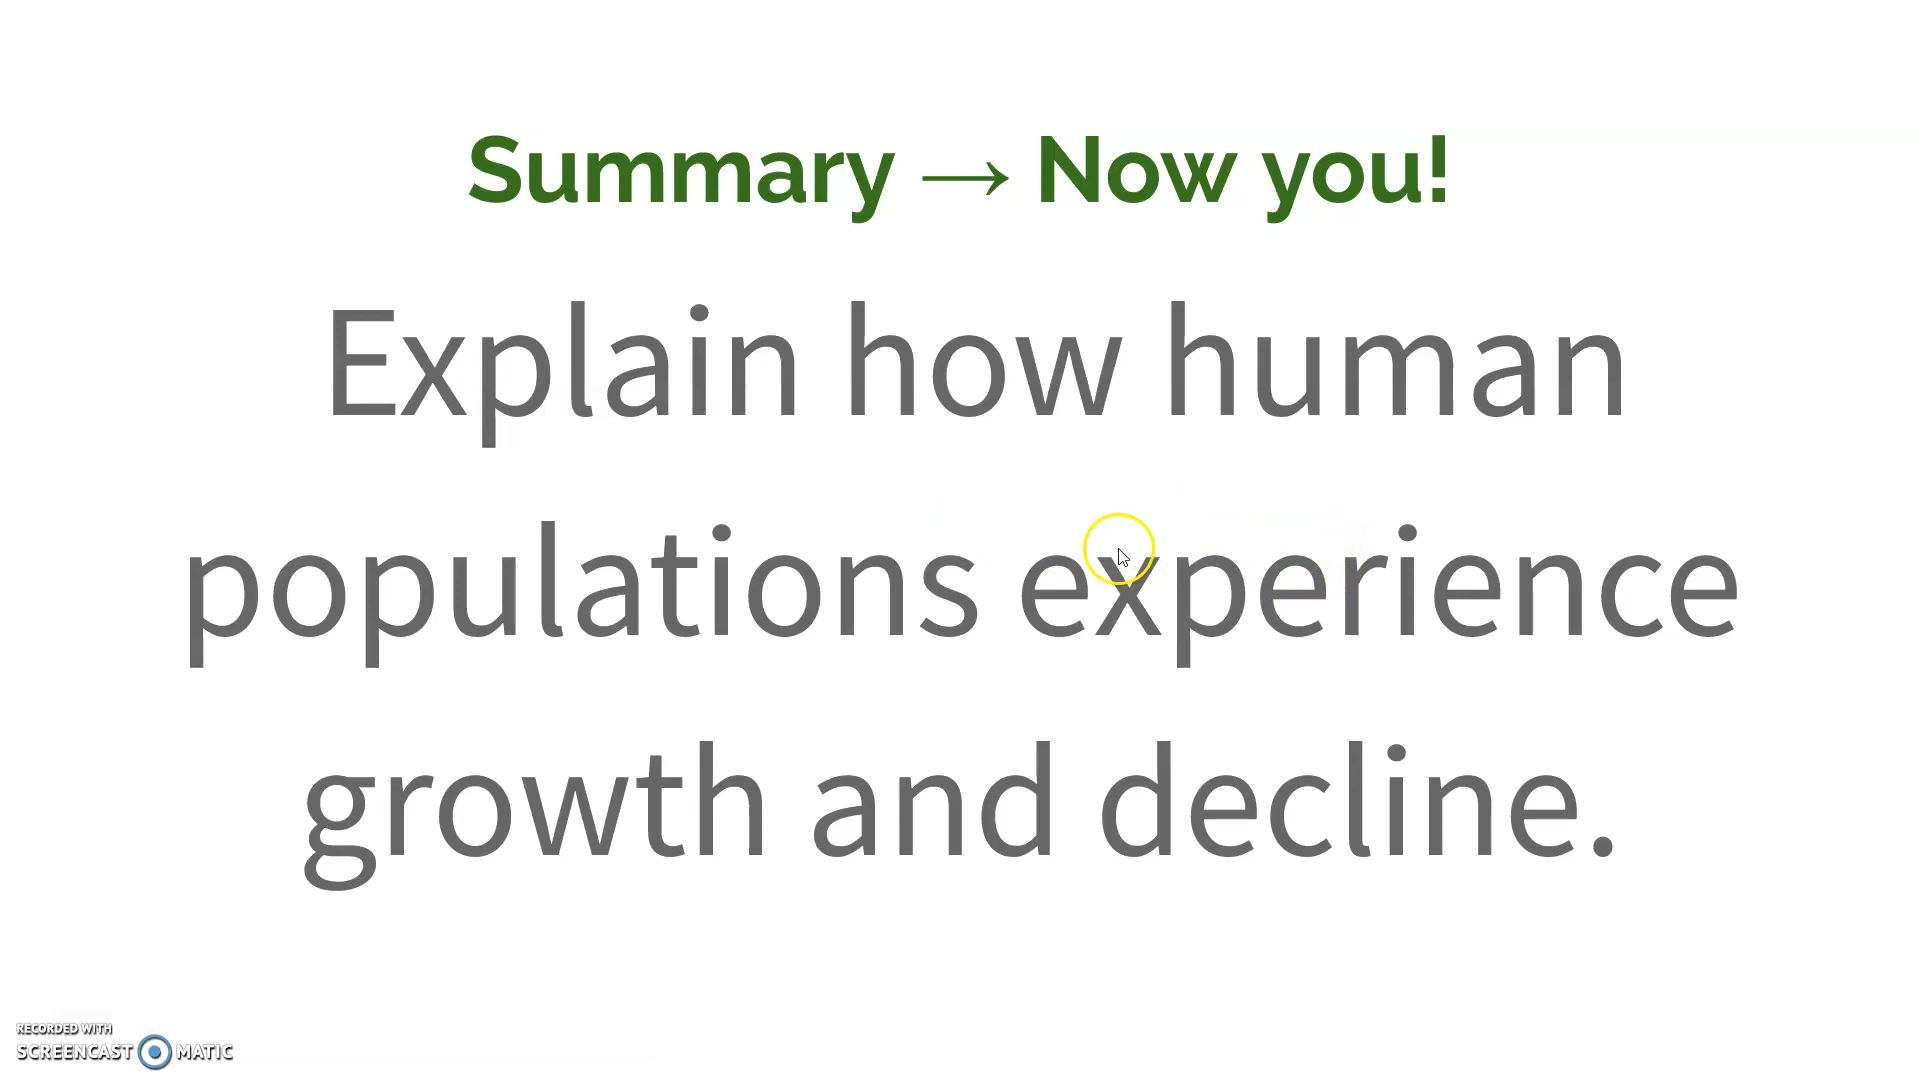 Summary → Now you!
Explain how human
populations experience
growth and decline.
RECORDED WITH
SCREENCAST MATIC